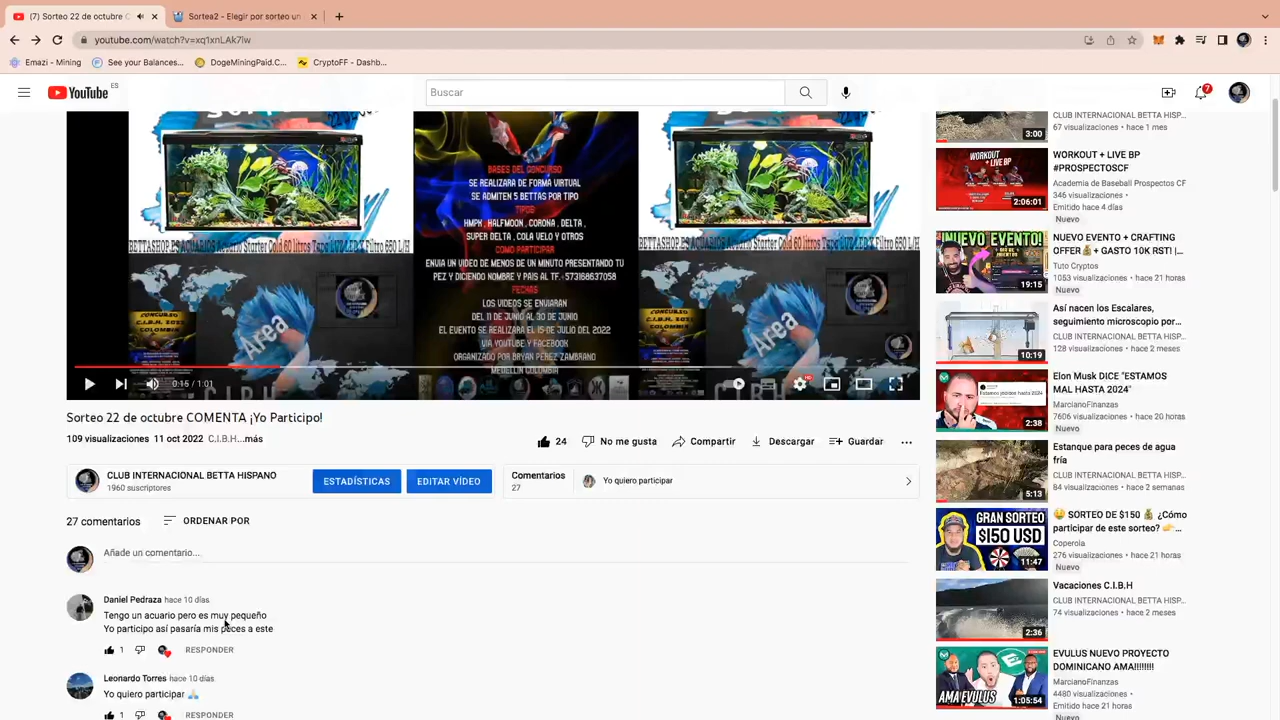 (7) Sorteo 22 de octubre C
Sortea2 - Elegir por sorteo un
youtube.com/watch?v=xq1xnLAk7lw
Emazi - Mining
See your Balances...
DogeMiningPaid.C...
CryptoFF - Dashb...
YouTube ES
Buscar
7
BASES DEL CONCURSO
SE REALIZARA DE FORMA VIRTUAL
SE ADMITEN 5 BETTAS POR TIPO
TIPOS
HMPK , HALFMOON , CORONA , DELTA ,
SUPER DELTA , COLA VELO Y OTROS
COMO PARTICIPAR
ENVIA UN VIDEO DE MENOS DE UN MINUTO PRESENTANDO TU
PEZ Y DICIENDO NOMBRE Y PAIS AL TF. +573168637058
FECHAS
LOS VIDEOS SE ENVIARAN
DEL 11 DE JUNIO AL 30 DE JUNIO
EL EVENTO SE REALIZARA EL 15 DE JULIO DEL 2022
VIA YOUTUBE Y FACEBOOK
ORGANIZADO POR BRYAN PEREZ ZAMBRANO
MEDELLIN COLOMBIA
0:15 / 1:01
Sorteo 22 de octubre COMENTA ¡Yo Participo!
109 visualizaciones 11 oct 2022 C.I.B.H...más
24
No me gusta
Compartir
Descargar
Guardar
CLUB INTERNACIONAL BETTA HISPANO
1960 suscriptores
ESTADÍSTICAS
EDITAR VÍDEO
Comentarios
27
Yo quiero participar
27 comentarios
ORDENAR POR
Añade un comentario...
Daniel Pedraza hace 10 días
Tengo un acuario pero es muy pequeño
Yo participo así pasaría mis peces a este
1
RESPONDER
Leonardo Torres hace 10 días
Yo quiero participar 🙏
1
RESPONDER
CLUB INTERNACIONAL BETTA HISP...
67 visualizaciones • hace 1 mes
3:00
WORKOUT + LIVE BP
#PROSPECTOSCF
Academia de Baseball Prospectos CF
346 visualizaciones •
Emitido hace 4 días
Nuevo
2:06:01
NUEVO EVENTO + CRAFTING
OFFER💰+ GASTO 10K RST! |...
Tuto Cryptos
1053 visualizaciones • hace 21 horas
Nuevo
19:15
Así nacen los Escalares,
seguimiento microscopio por...
CLUB INTERNACIONAL BETTA HISP...
128 visualizaciones • hace 2 meses
10:19
Elon Musk DICE "ESTAMOS
MAL HASTA 2024"
MarcianoFinanzas
7606 visualizaciones • hace 20 horas
Nuevo
2:38
Estanque para peces de agua
fría
CLUB INTERNACIONAL BETTA HISP...
84 visualizaciones • hace 2 semanas
5:13
🤑 SORTEO DE $150 💰 ¿Cómo
participar de este sorteo? 👉...
Coperola
276 visualizaciones • hace 21 horas
Nuevo
GRAN SORTEO
$150 USD
11:47
Vacaciones C.I.B.H
CLUB INTERNACIONAL BETTA HISP...
74 visualizaciones • hace 2 meses
2:36
EVULUS NUEVO PROYECTO
DOMINICANO AMA!!!!!!!!
MarcianoFinanzas
4480 visualizaciones •
Emitido hace 21 horas
Nuevo
AMA EVULUS
1:05:54